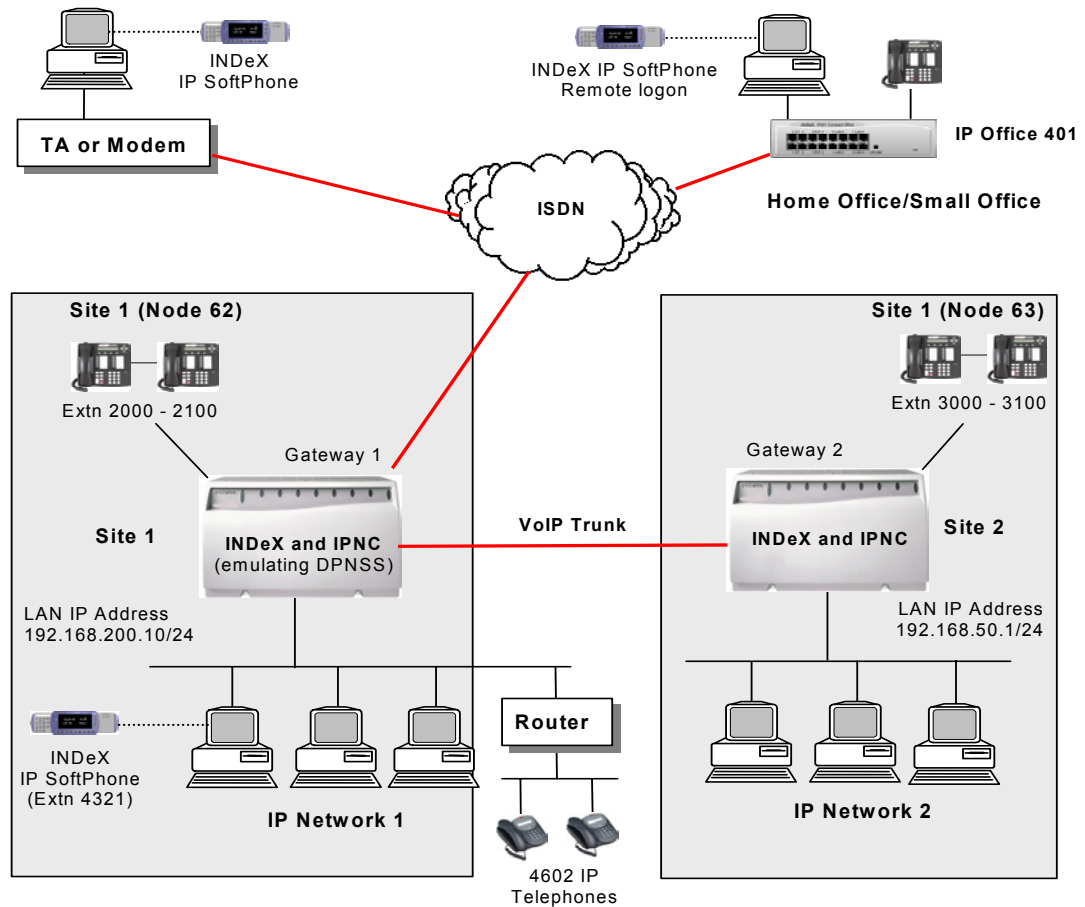 INDeX
IP SoftPhone
INDeX IP SoftPhone
Remote logon
TA or Modem
IP Office 401
ISDN
Home Office/Small Office
Site 1 (Node 62)
Site 1 (Node 63)
Extn 2000 - 2100
Extn 3000 - 3100
Gateway 1
Gateway 2
Site 1
INDeX and IPNC
(emulating DPNSS)
VoIP Trunk
INDeX and IPNC
Site 2
LAN IP Address
192.168.200.10/24
LAN IP Address
192.168.50.1/24
Router
INDeX
IP SoftPhone
(Extn 4321)
IP Network 1
IP Network 2
4602 IP
Telephones